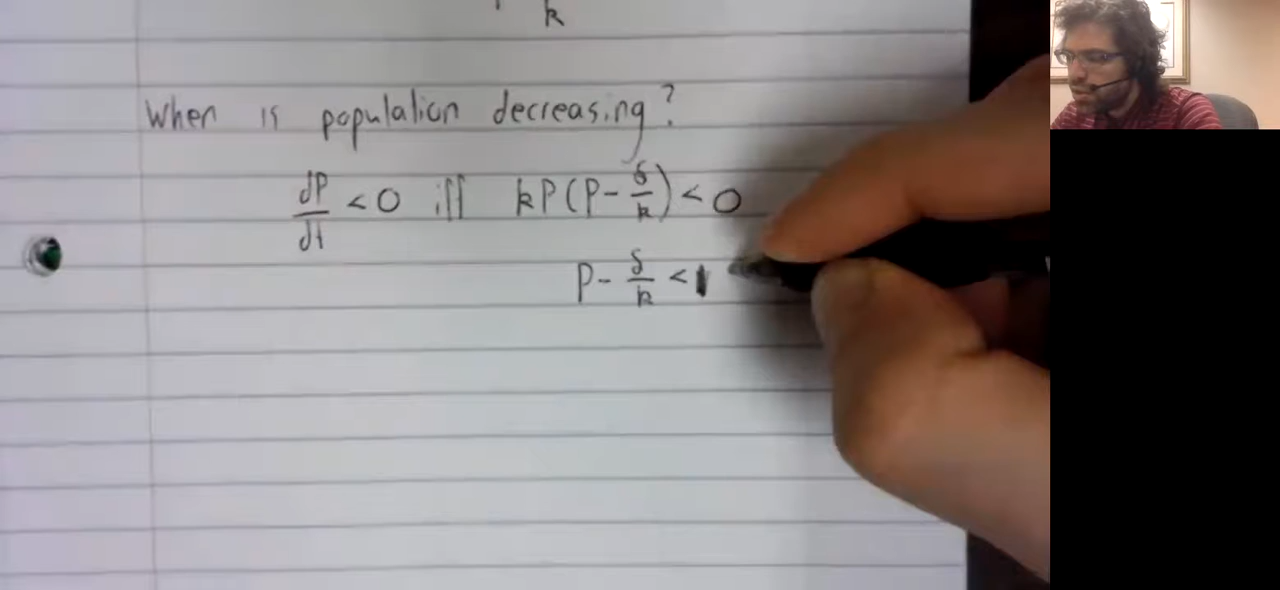 k
When is population decreasing?
dP/dt < 0 iff kP(P - δ/k) < 0
P - δ/k <